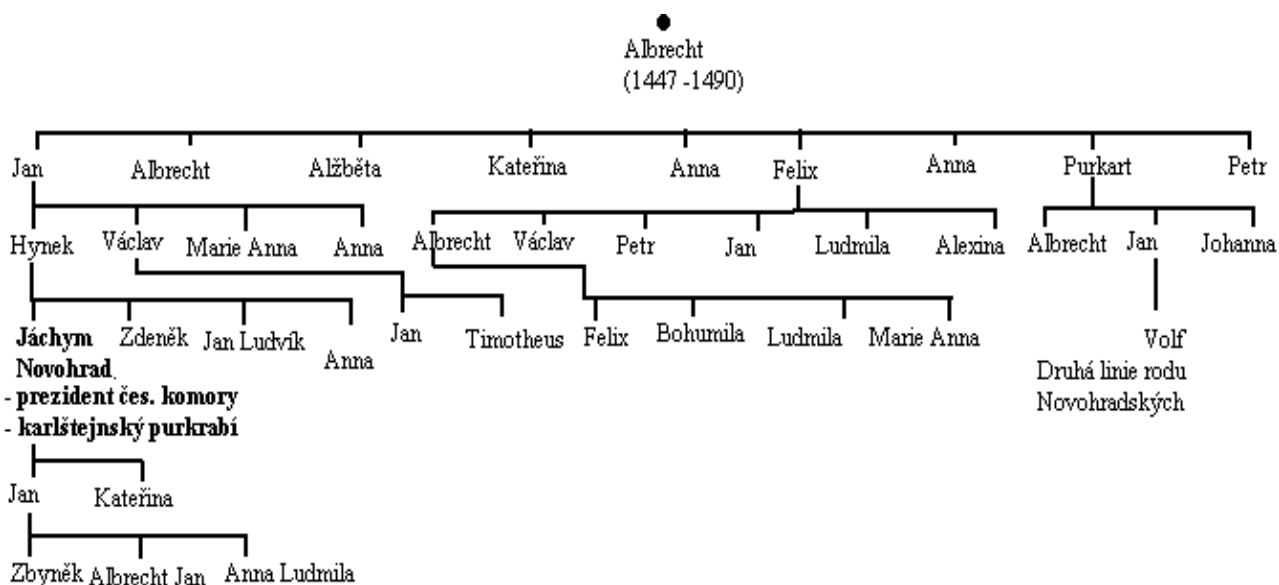 Albrecht
(1447 -1490)
Jan Albrecht Alžběta Kateřina Anna Felix Anna Purkart Petr
Hynek Václav Marie Anna Anna Albrecht Václav Petr Jan Ludmila Alexina Albrecht Jan Johanna
Jáchym Zdeněk Jan Ludvík Anna Jan Timotheus Felix Bohumila Ludmila Marie Anna Volf
Novohrad. Druhá linie rodu
- prezident čes. komory Novohradských
- karlštejnský purkrabí
Jan Kateřina
Zbyněk Albrecht Jan Anna Ludmila